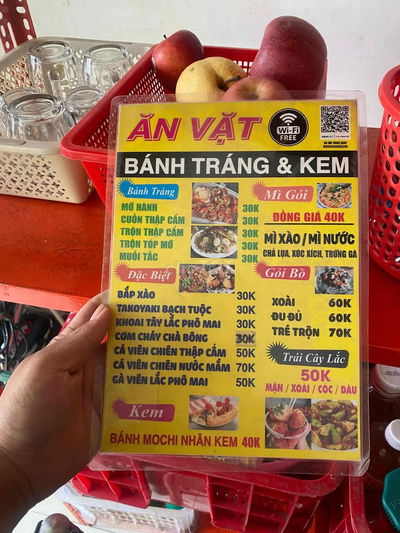 ĂN VẶT
Wi-Fi
FREE
BÁNH TRÁNG & KEM
Bánh Tráng
MỠ HÀNH 30K
CUỐN THẬP CẨM 30K
TRỘN THẬP CẨM 30K
TRỘN TÓP MỠ 30K
MUỐI TẮC 30K
Đặc Biệt
BẮP XÀO 30K
TAKOYAKI BẠCH TUỘC 30K
KHOAI TÂY LẮC PHÔ MAI 30K
CƠM CHÁY CHÀ BÔNG 30K
CÁ VIÊN CHIÊN THẬP CẨM 50K
CÁ VIÊN CHIÊN NƯỚC MẮM 70K
GÀ VIÊN LẮC PHÔ MAI 50K
Kem
BÁNH MOCHI NHÂN KEM 40K
Mì Gói
ĐỒNG GIÁ 40K
MÌ XÀO / MÌ NƯỚC
CHẢ LỤA, XÚC XÍCH, TRỨNG GÀ
Gỏi Bò
XOÀI 60K
ĐU ĐỦ 60K
TRÉ TRỘN 70K
Trái Cây Lắc
50K
MẬN / XOÀI / CÓC / DÂU